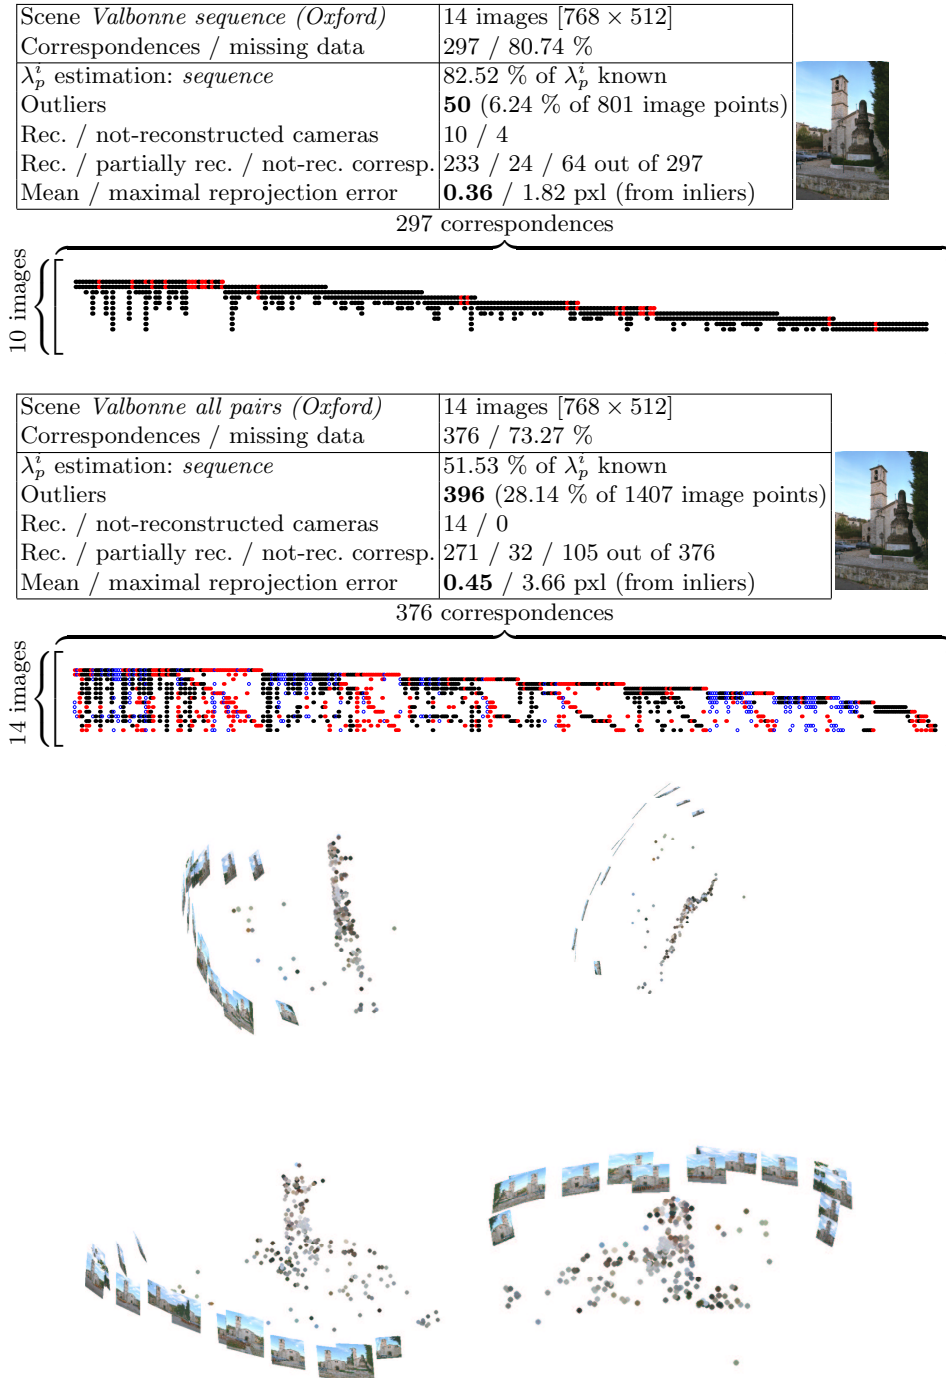 Scene Valbonne sequence (Oxford) 14 images [768 × 512]
Correspondences / missing data 297 / 80.74 %
λ_p^i estimation: sequence 82.52 % of λ_p^i known
Outliers 50 (6.24 % of 801 image points)
Rec. / not-reconstructed cameras 10 / 4
Rec. / partially rec. / not-rec. corresp. 233 / 24 / 64 out of 297
Mean / maximal reprojection error 0.36 / 1.82 pxl (from inliers)
297 correspondences
10 images
Scene Valbonne all pairs (Oxford) 14 images [768 × 512]
Correspondences / missing data 376 / 73.27 %
λ_p^i estimation: sequence 51.53 % of λ_p^i known
Outliers 396 (28.14 % of 1407 image points)
Rec. / not-reconstructed cameras 14 / 0
Rec. / partially rec. / not-rec. corresp. 271 / 32 / 105 out of 376
Mean / maximal reprojection error 0.45 / 3.66 pxl (from inliers)
376 correspondences
14 images